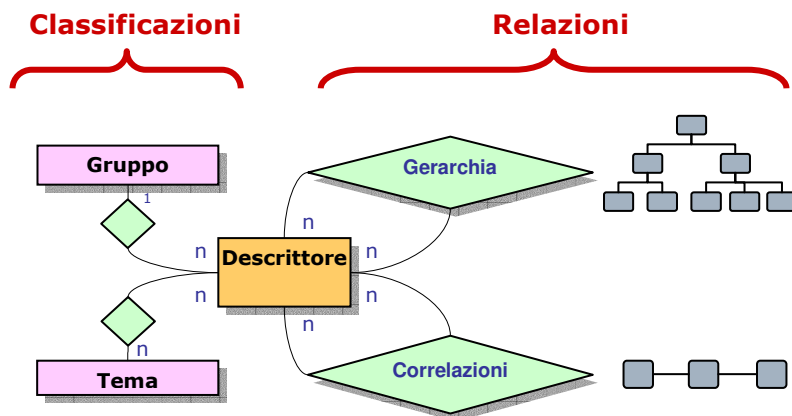 Classificazioni
Relazioni
Gruppo
Gerarchia
1
n
n
Descrittore
n
n
n
n
n
Correlazioni
Tema